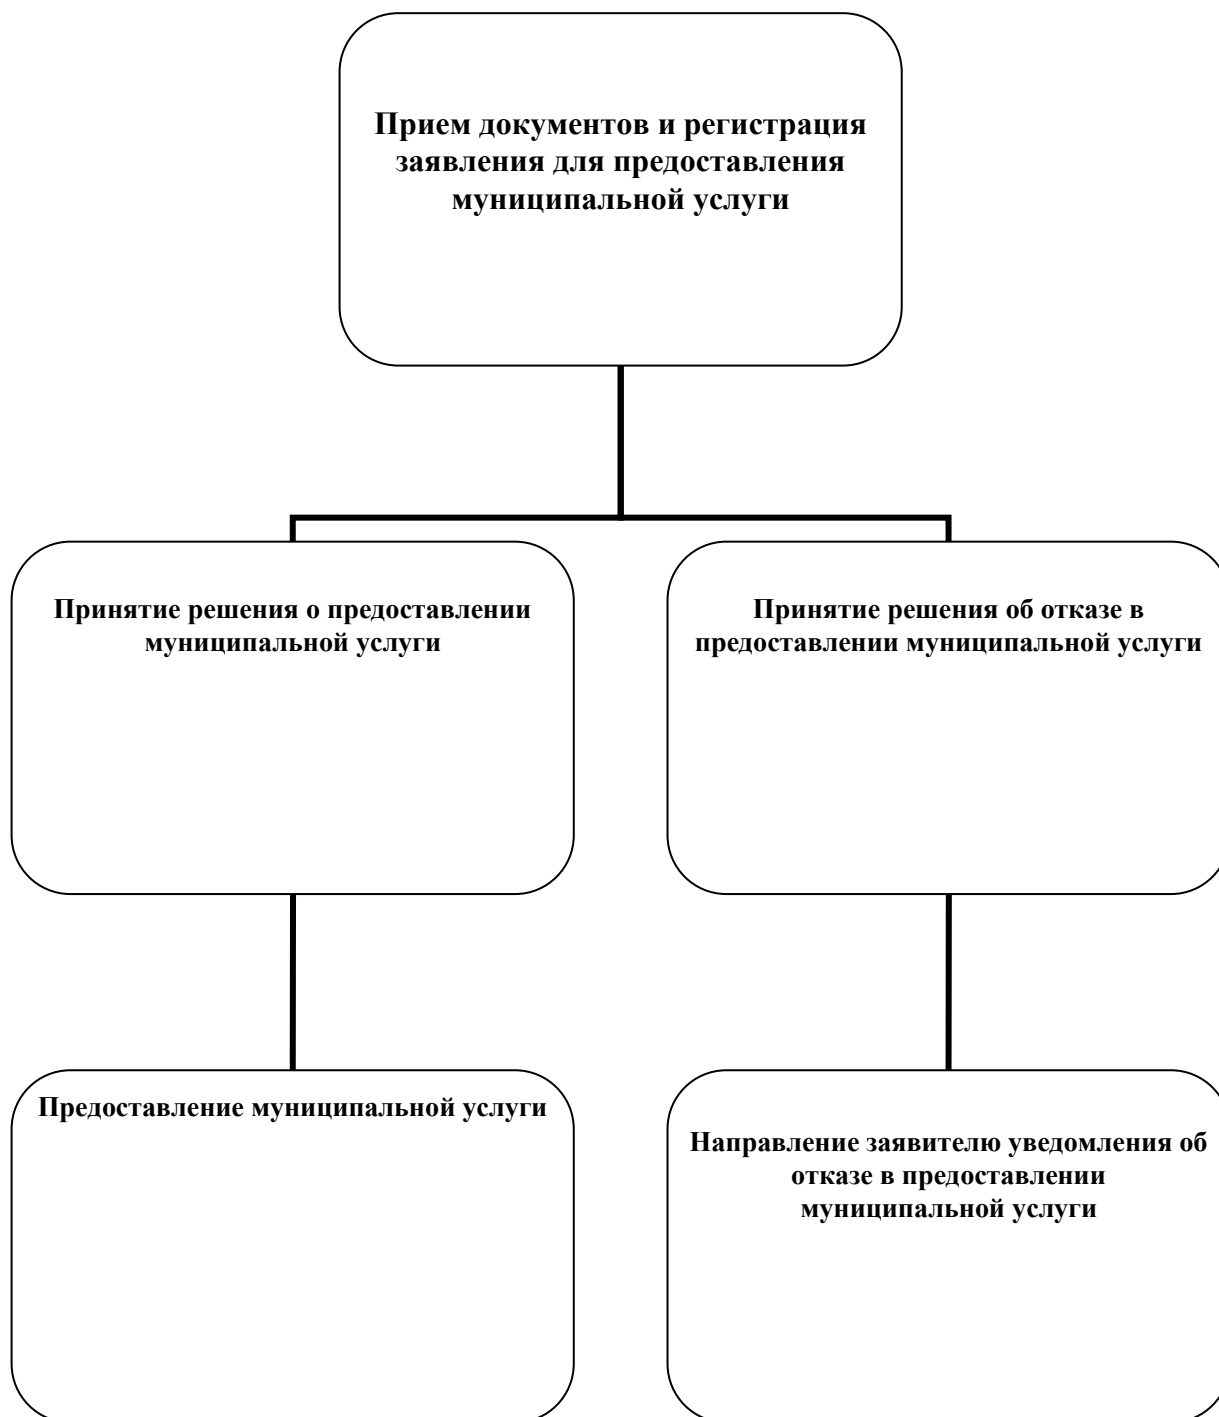 Прием документов и регистрация
заявления для предоставления
муниципальной услуги
Принятие решения о предоставлении
муниципальной услуги
Принятие решения об отказе в
предоставлении муниципальной услуги
Предоставление муниципальной услуги
Направление заявителю уведомления об
отказе в предоставлении
муниципальной услуги